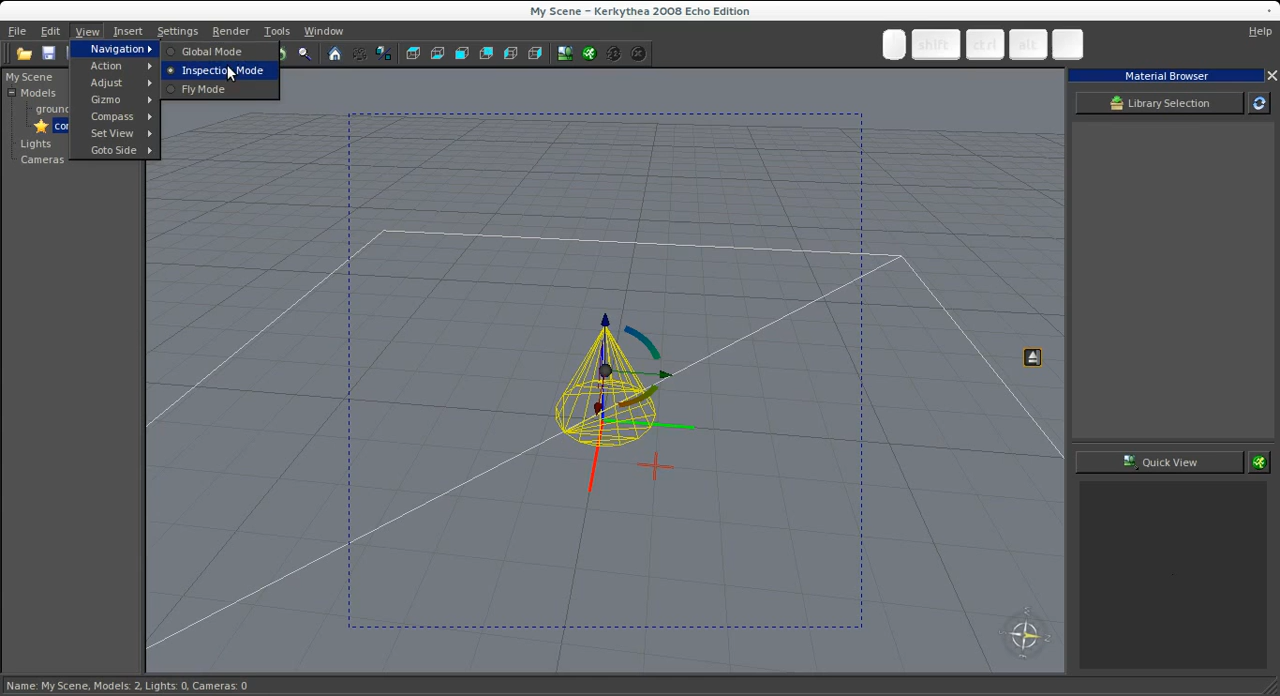 My Scene – Kerkythea 2008 Echo Edition
File Edit View Insert Render Settings Tools Window Help
shift ctrl alt
My Scene
Models
ground
Lights
Cameras
Navigation
Action
Adjust
Gizmo
Compass
Set View
Goto Side
Global Mode
Inspection Mode
Fly Mode
Material Browser
Library Selection
Quick View
Name: My Scene, Models: 2, Lights: 0, Cameras: 0